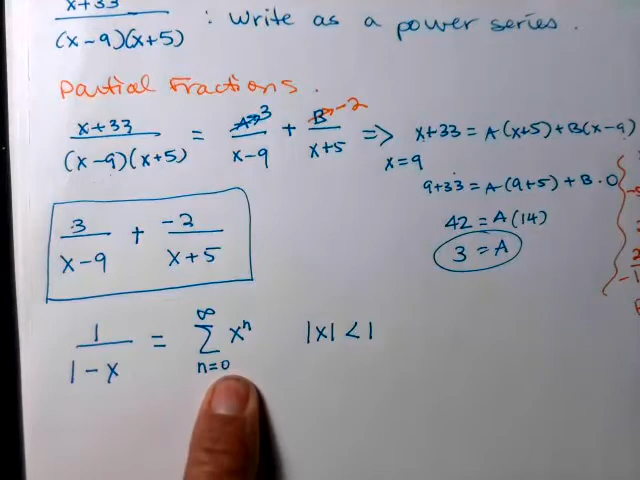 x+33
(x-9)(x+5) : Write as a power series.
Partial Fractions.
x+33/(x-9)(x+5) = A→3/x-9 + B→-2/x+5 => x+33 = A(x+5)+B(x-9)
x=9
9+33 = A(9+5)+B·0
42 = A(14)
3 = A
3/x-9 + -2/x+5
1/1-x = ∞∑n=0 xⁿ |x|<1